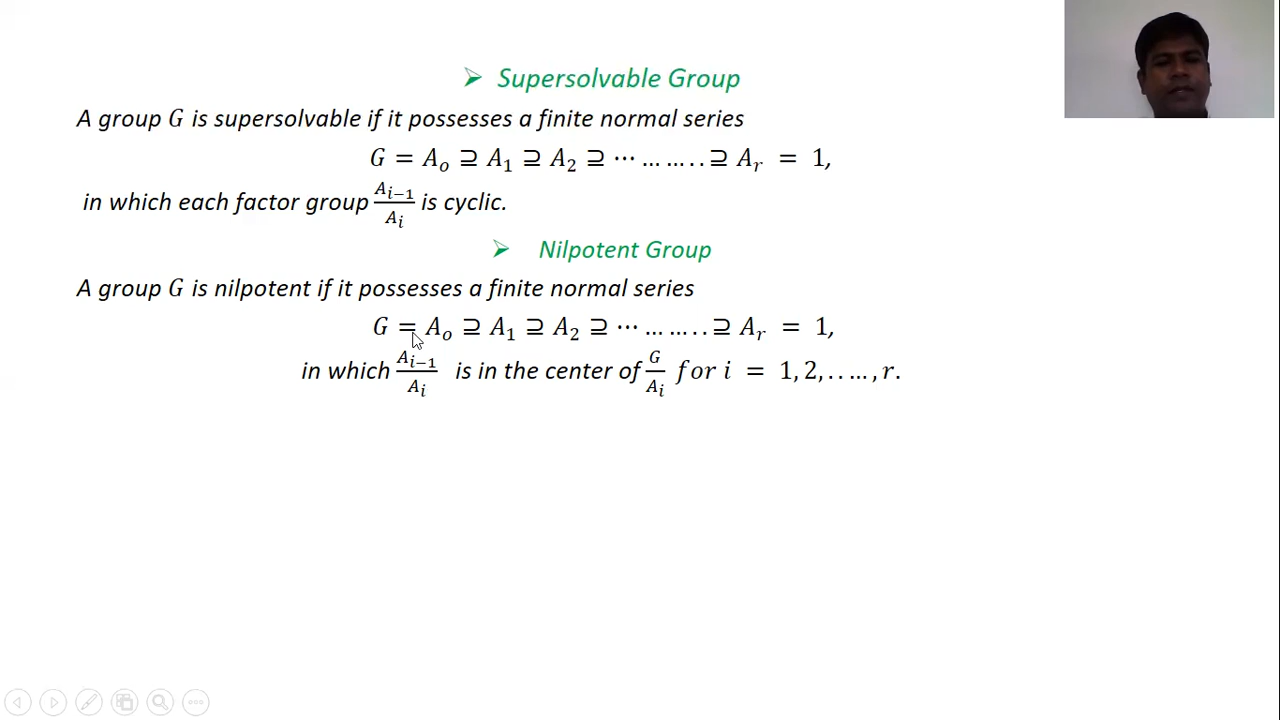 ➢ Supersolvable Group
A group G is supersolvable if it possesses a finite normal series
G = Aₒ ⊇ A₁ ⊇ A₂ ⊇ ⋯ … … . . ⊇ Aᵣ = 1,
in which each factor group Aᵢ₋₁/Aᵢ is cyclic.
➢ Nilpotent Group
A group G is nilpotent if it possesses a finite normal series
G = Aₒ ⊇ A₁ ⊇ A₂ ⊇ ⋯ … … . . ⊇ Aᵣ = 1,
in which Aᵢ₋₁/Aᵢ is in the center of G/Aᵢ for i = 1, 2, . . … , r.